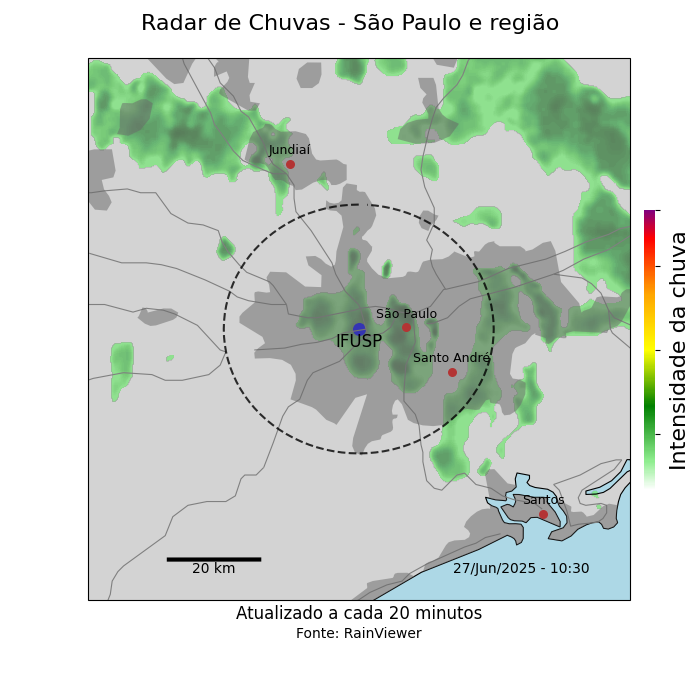 Radar de Chuvas - São Paulo e região
Jundiaí
São Paulo
IFUSP
Santo André
Santos
20 km
27/Jun/2025 - 10:30
Intensidade da chuva
Atualizado a cada 20 minutos
Fonte: RainViewer